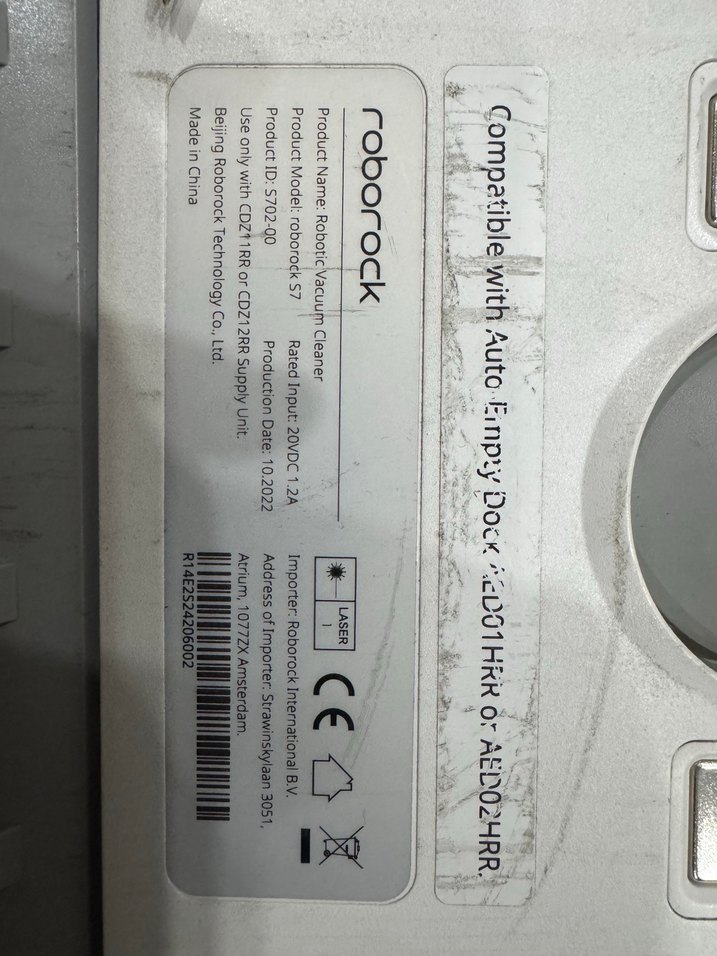 Compatible with Auto-Empty Dock AED01HRR or AED02HRR.
roborock
Product Name: Robotic Vacuum Cleaner
Product Model: roborock S7 Rated Input: 20VDC 1.2A
Product ID: S702-00 Production Date: 10.2022
Use only with CDZ11RR or CDZ12RR Supply Unit.
Beijing Roborock Technology Co., Ltd.
Made in China
LASER
1
CE
Importer: Roborock International B.V.
Address of Importer: Strawinskylaan 3051,
Atrium, 1077ZX Amsterdam.
R14E2S24206002